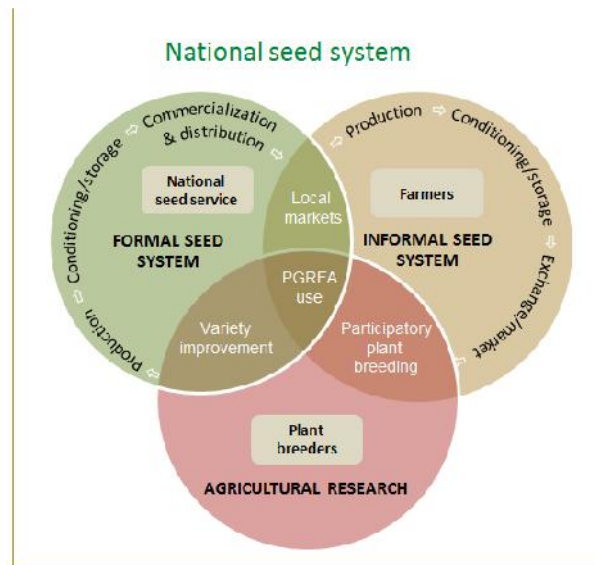 National seed system
Production
Conditioning/storage
Commercialization
& distribution
National
seed service
FORMAL SEED
SYSTEM
Local
markets
Production
Conditioning/storage
Exchange/market
Farmers
INFORMAL SEED
SYSTEM
PGRFA
use
Variety
improvement
Participatory
plant
breeding
Plant
breeders
AGRICULTURAL RESEARCH